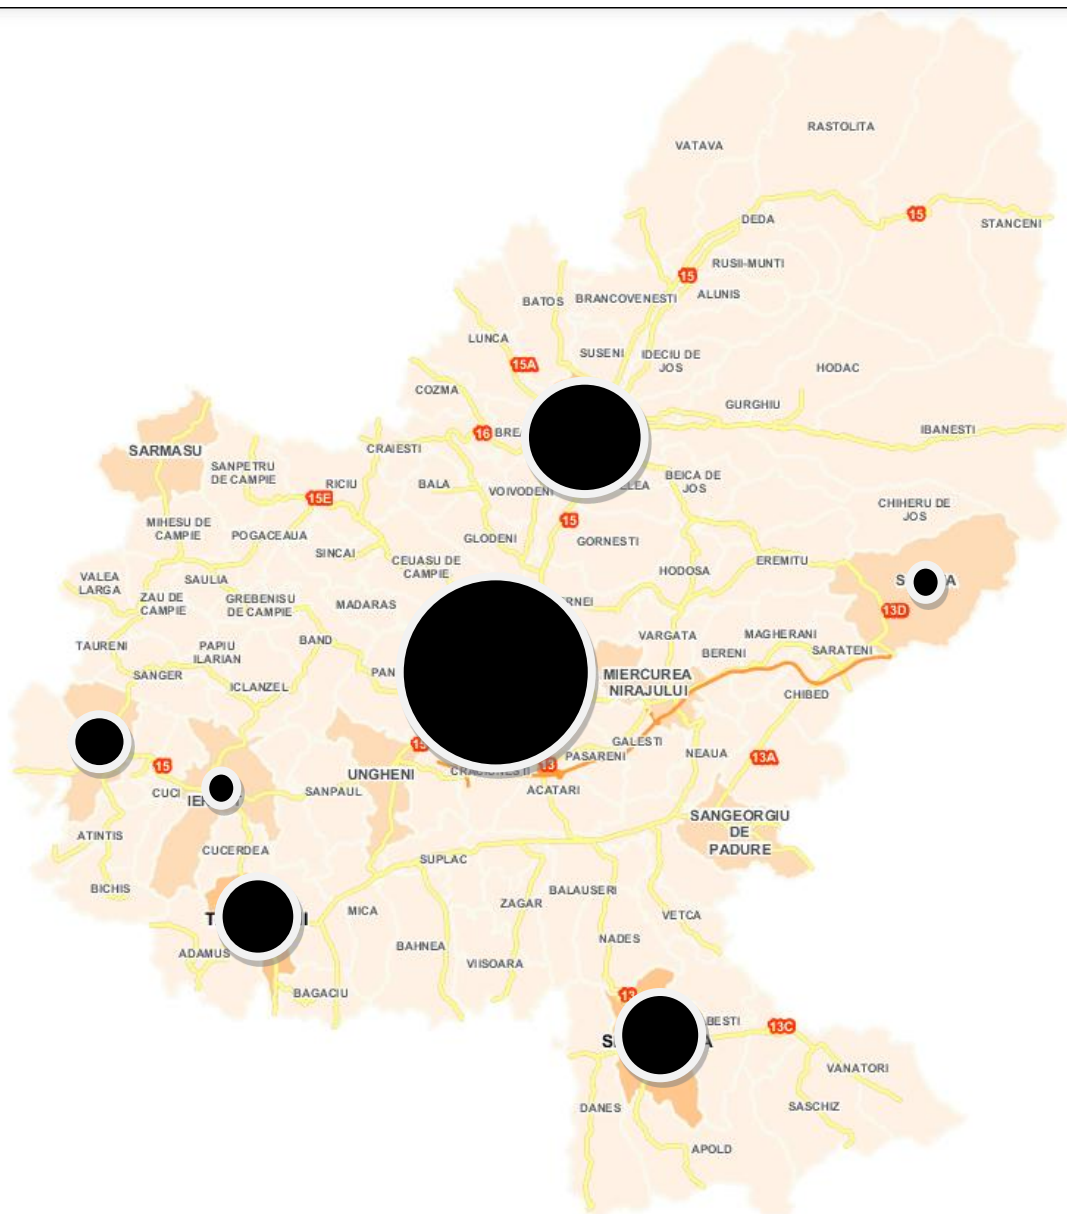 RASTOLITA
VATAVA
15
DEDA
STANCENI
RUSII-MUNTI
15
ALUNIS
BATOS
BRANCOVENESTI
LUNCA
SUSENI
IDECIU DE
JOS
15A
HODAC
COZMA
GURGHIU
IBANESTI
16
CRAIESTI
SARMASU
SANPETRU
DE CAMPIE
RICIU
15E
BALA
BEICA DE
JOS
CHIHERU DE
JOS
MIHESU DE
CAMPIE
POGACEAUA
15
GLODENI
GORNESTI
SINCAI
CEUASU DE
CAMPIE
EREMITU
HODOSA
VALEA
LARGA
SAULIA
ZAU DE
CAMPIE
GREBENISU
DE CAMPIE
MADARAS
13D
TAURENI
PAPIU
ILARIAN
BAND
VARGATA
MAGHERANI
BERENI
SARATENI
SANGER
ICLANZEL
MIERCUREA
NIRAJULUI
CHIBED
GALESTI
NEAUA
13A
PASARENI
13
15
UNGHENI
CUCI
SANPAUL
ACATARI
SANGEORGIU
DE
PADURE
ATINTIS
CUCERDEA
SUPLAC
BICHIS
BALAUSERI
ZAGAR
MICA
VETCA
NADES
BAHNEA
ADAMUS
VIISOARA
BAGACIU
13
13C
VANATORI
DANES
SASCHIZ
APOLD